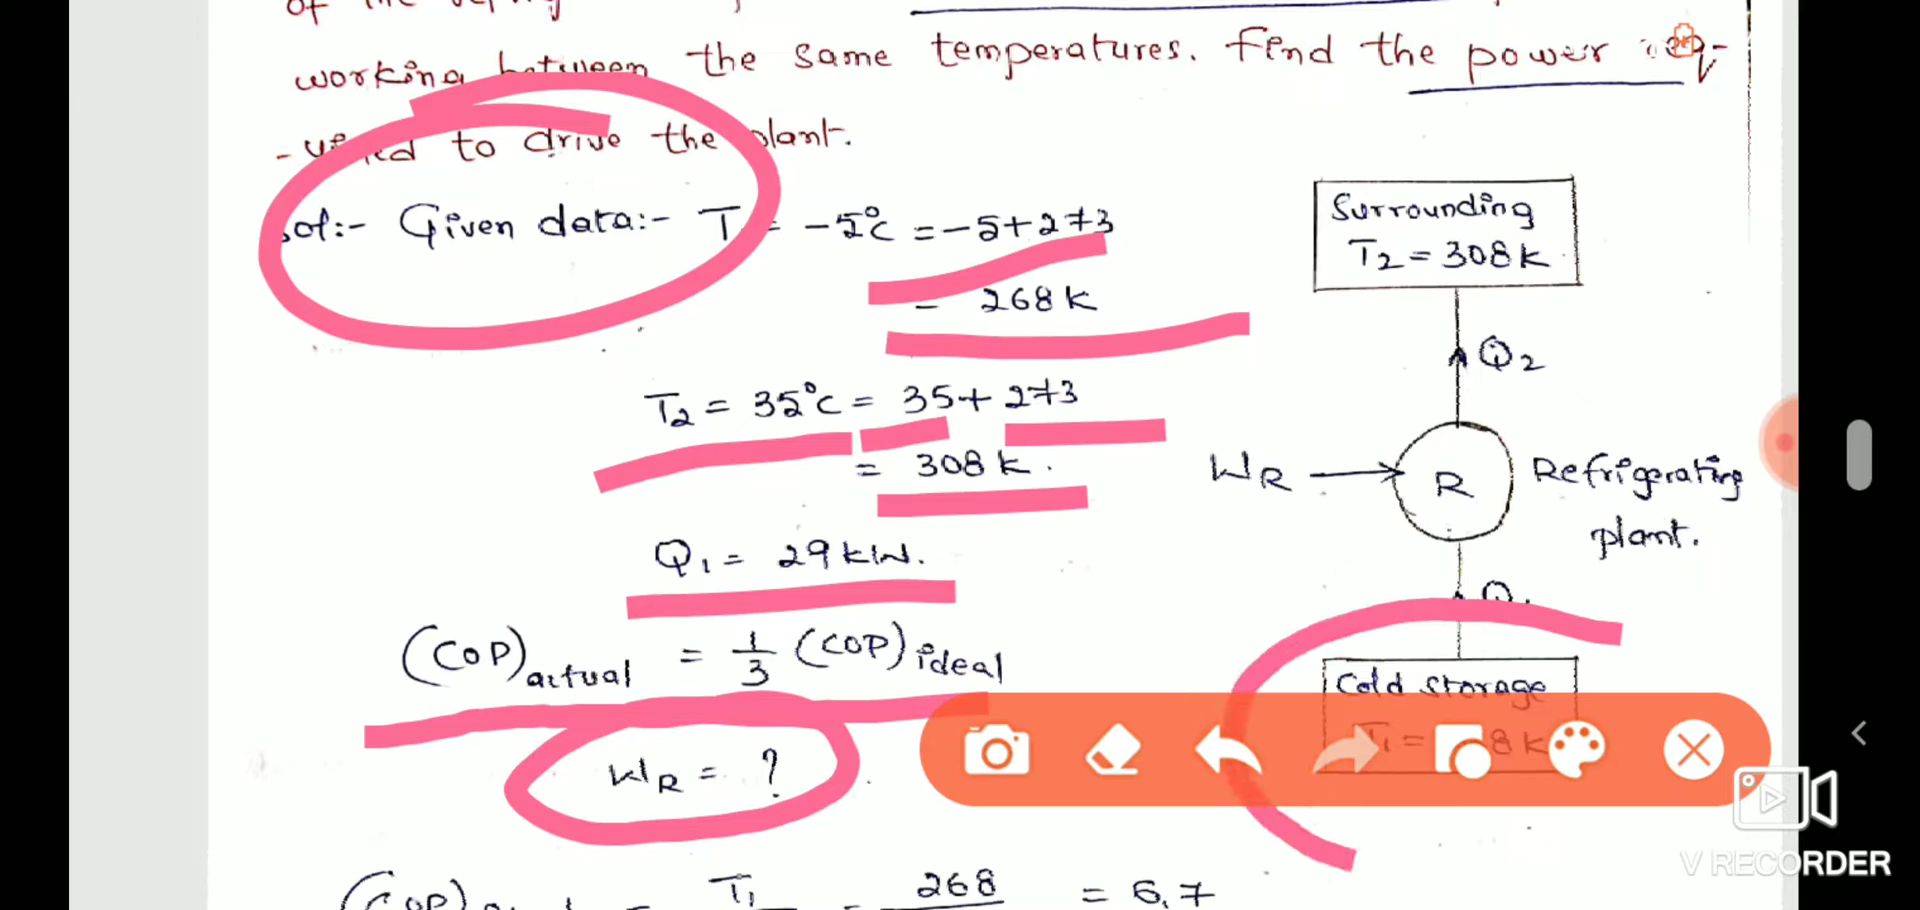 working between the same temperatures. Find the power
to drive the plant.
Sol:- Given data:- T = -5°C = -5+273
= 268 K
T2 = 35°C = 35 + 273
= 308 K.
Q1 = 29 KW.
(COP)actual = 1/3 (COP)ideal
WR = ?
T1 268 = 6.7
Surrounding
T2 = 308 K
Q2
WR → R Refrigerating
plant.
Cold storage
V RECORDER